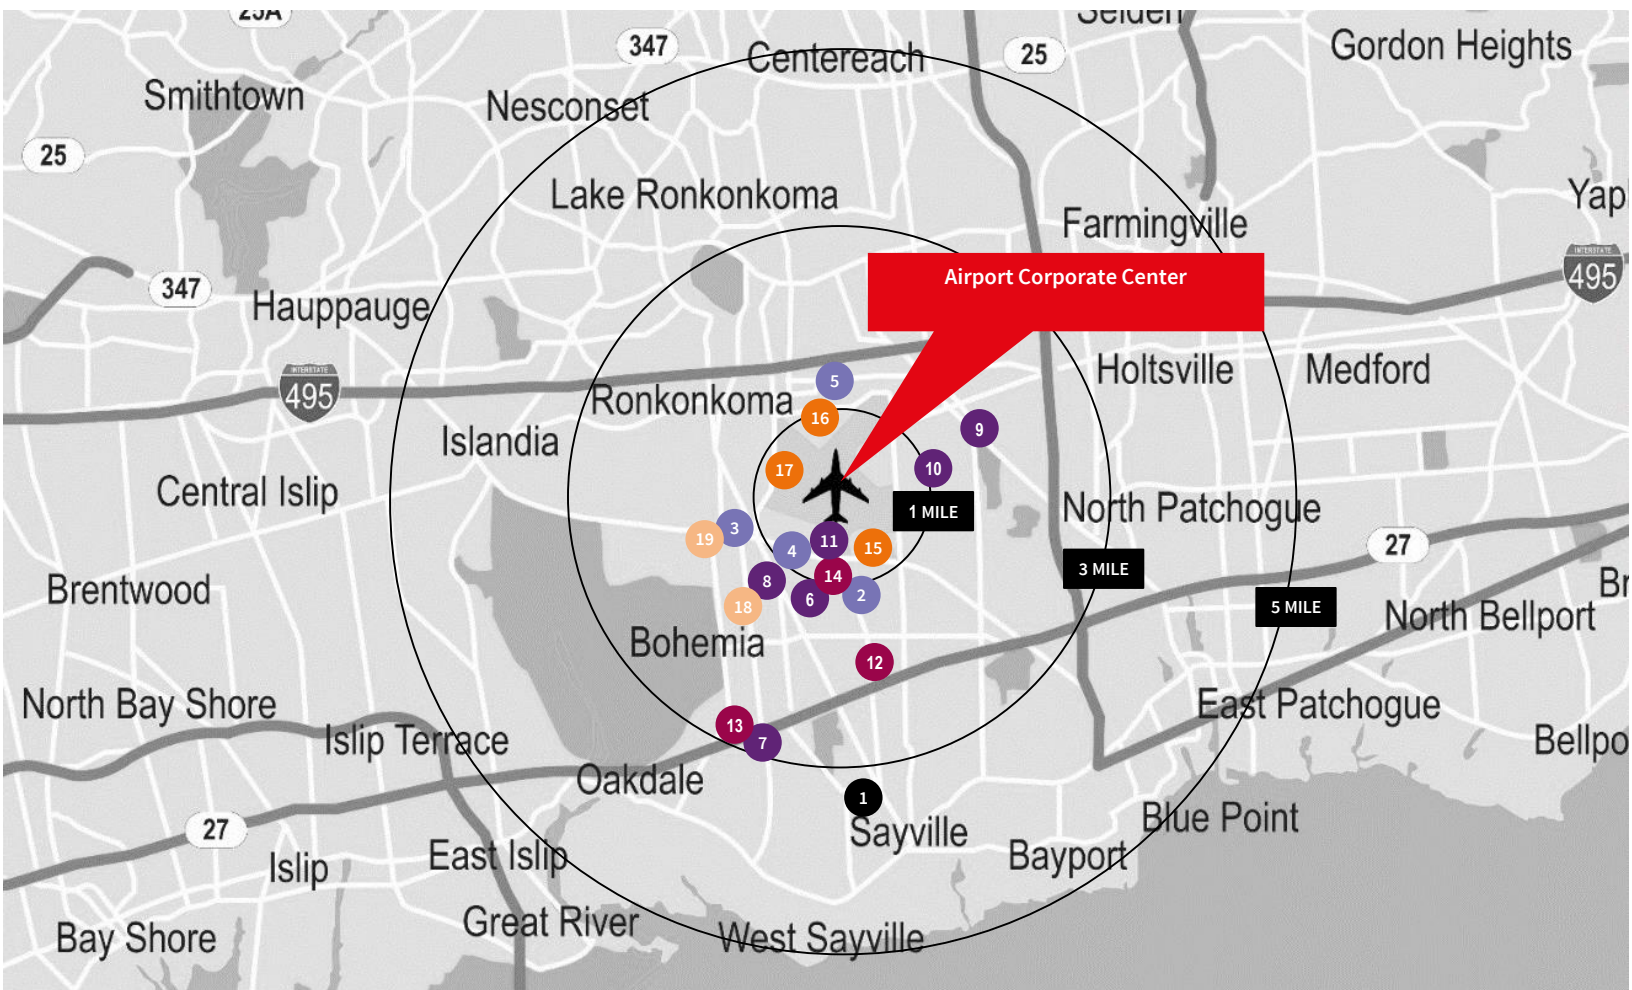 25A
Selden
347
Centereach
25
Gordon Heights
Smithtown
Nesconset
25
Lake Ronkonkoma
Farmingville
INTERSTATE
495
Airport Corporate Center
347
Hauppauge
INTERSTATE
495
Ronkonkoma
5
16
Holtsville
Medford
9
Islandia
17
10
Central Islip
1 MILE
North Patchogue
3
19
4
11
15
27
3 MILE
Brentwood
8
14
6
2
18
5 MILE
North Bellport
Bohemia
12
North Bay Shore
East Patchogue
13
7
Islip Terrace
Oakdale
1
Sayville
Blue Point
27
Islip
East Islip
Bayport
Great River
Bay Shore
West Sayville